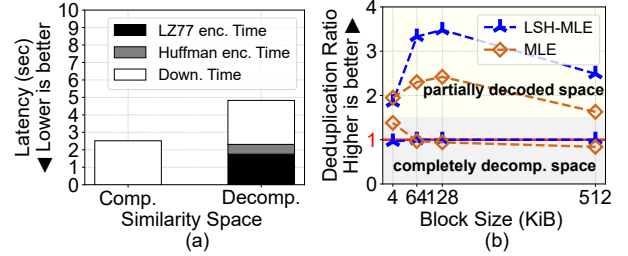 10
9
8
7
6
5
4
3
2
1
0
Latency (sec)
◀ Lower is better
LZ77 enc. Time
Huffman enc. Time
Down. Time
Comp.
Decomp.
Similarity Space
(a)
4
3
2
1
0
Deduplication Ratio
Higher is better ▶
LSH-MLE
MLE
partially decoded space
completely decomp. space
4
64
128
512
Block Size (KiB)
(b)